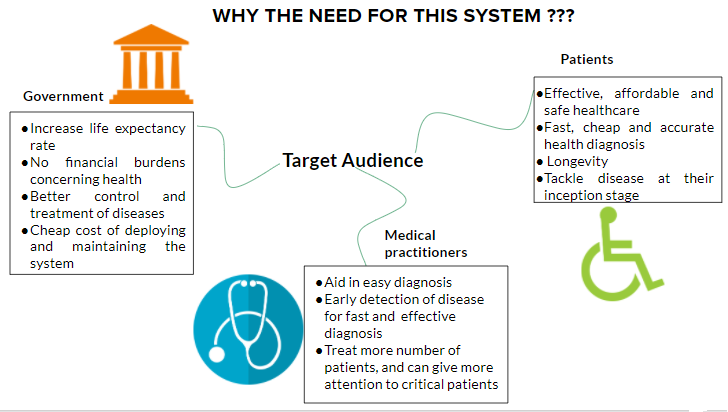 WHY THE NEED FOR THIS SYSTEM ???
Government
●Increase life expectancy
rate
●No financial burdens
concerning health
●Better control and
treatment of diseases
●Cheap cost of deploying
and maintaining the
system
Target Audience
Patients
●Effective, affordable and
safe healthcare
●Fast, cheap and accurate
health diagnosis
● Longevity
●Tackle disease at their
inception stage
Medical
practitioners
●Aid in easy diagnosis
●Early detection of disease
for fast and effective
diagnosis
●Treat more number of
patients, and can give more
attention to critical patients